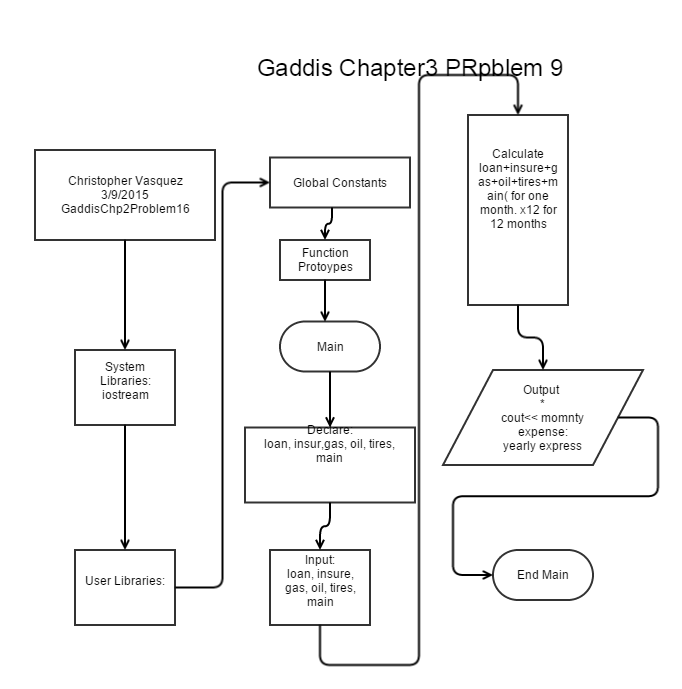 Gaddis Chapter3 PRpblem 9
Christopher Vasquez
3/9/2015
GaddisChp2Problem16
System
Libraries:
iostream
User Libraries:
Global Constants
Function
Protoypes
Main
Declare:
loan, insur,gas, oil, tires,
main
Input:
loan, insure,
gas, oil, tires,
main
Calculate
loan+insure+g
as+oil+tires+m
ain( for one
month. x12 for
12 months
Output
*
cout<< momnty
expense:
yearly express
End Main